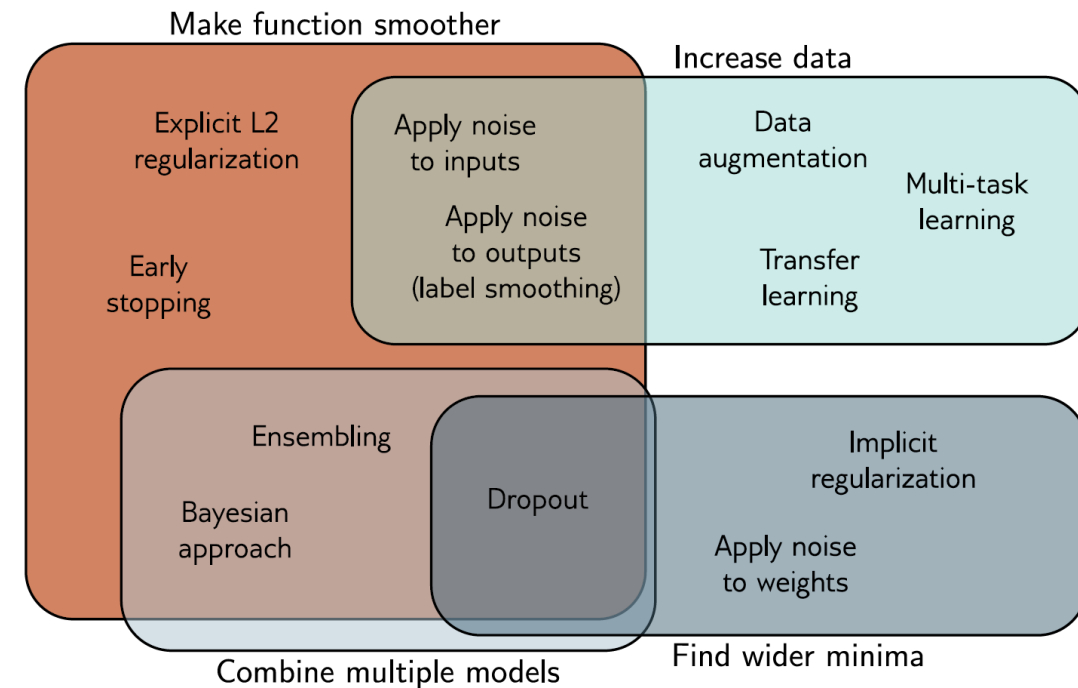 Make function smoother
Increase data
Explicit L2
regularization
Apply noise
to inputs
Data
augmentation
Multi-task
learning
Apply noise
to outputs
(label smoothing)
Early
stopping
Transfer
learning
Ensembling
Implicit
regularization
Dropout
Bayesian
approach
Apply noise
to weights
Combine multiple models
Find wider minima